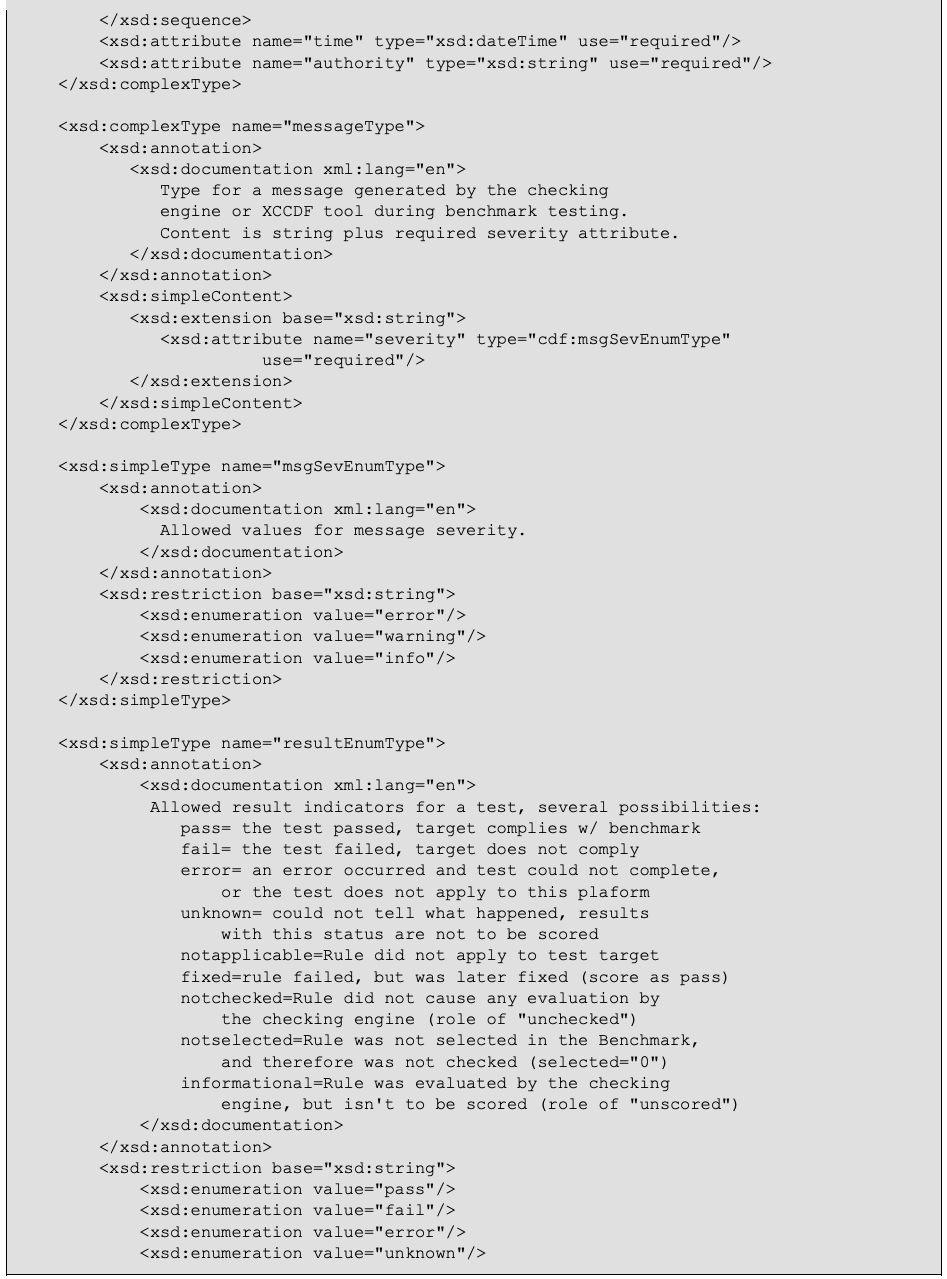 </xsd:sequence>
<xsd:attribute name="time" type="xsd:dateTime" use="required"/>
<xsd:attribute name="authority" type="xsd:string" use="required"/>
</xsd:complexType>
<xsd:complexType name="messageType">
<xsd:annotation>
<xsd:documentation xml:lang="en">
Type for a message generated by the checking
engine or XCCDF tool during benchmark testing.
Content is string plus required severity attribute.
</xsd:documentation>
</xsd:annotation>
<xsd:simpleContent>
<xsd:extension base="xsd:string">
<xsd:attribute name="severity" type="cdf:msgSevEnumType"
use="required"/>
</xsd:extension>
</xsd:simpleContent>
</xsd:complexType>
<xsd:simpleType name="msgSevEnumType">
<xsd:annotation>
<xsd:documentation xml:lang="en">
Allowed values for message severity.
</xsd:documentation>
</xsd:annotation>
<xsd:restriction base="xsd:string">
<xsd:enumeration value="error"/>
<xsd:enumeration value="warning"/>
<xsd:enumeration value="info"/>
</xsd:restriction>
</xsd:simpleType>
<xsd:simpleType name="resultEnumType">
<xsd:annotation>
<xsd:documentation xml:lang="en">
Allowed result indicators for a test, several possibilities:
pass= the test passed, target complies w/ benchmark
fail= the test failed, target does not comply
error= an error occurred and test could not complete,
or the test does not apply to this plaform
unknown= could not tell what happened, results
with this status are not to be scored
notapplicable=Rule did not apply to test target
fixed=rule failed, but was later fixed (score as pass)
notchecked=Rule did not cause any evaluation by
the checking engine (role of "unchecked")
notselected=Rule was not selected in the Benchmark,
and therefore was not checked (selected="0")
informational=Rule was evaluated by the checking
engine, but isn't to be scored (role of "unscored")
</xsd:documentation>
</xsd:annotation>
<xsd:restriction base="xsd:string">
<xsd:enumeration value="pass"/>
<xsd:enumeration value="fail"/>
<xsd:enumeration value="error"/>
<xsd:enumeration value="unknown"/>